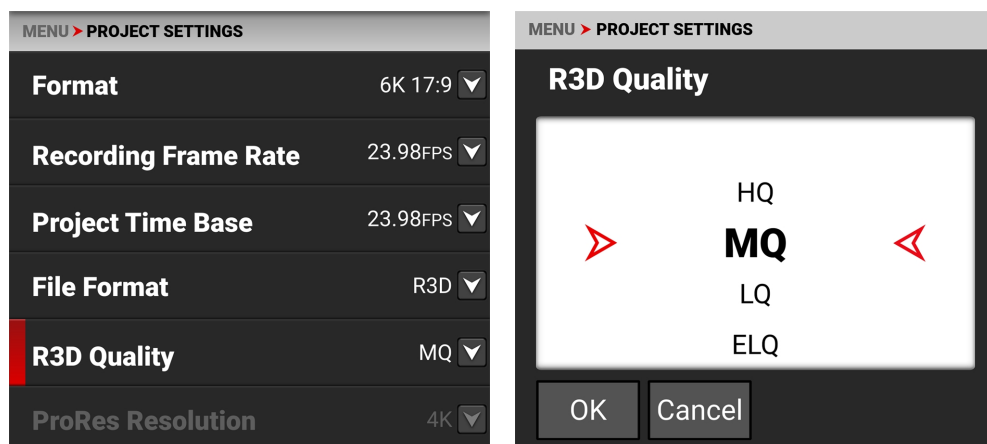 MENU > PROJECT SETTINGS
Format 6K 17:9
Recording Frame Rate 23.98FPS
Project Time Base 23.98FPS
File Format R3D
R3D Quality MQ
ProRes Resolution 4K
MENU > PROJECT SETTINGS
R3D Quality
HQ
MQ
LQ
ELQ
OK Cancel